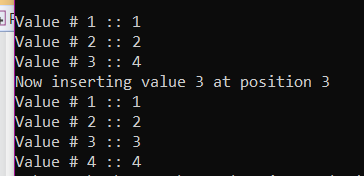 Value # 1 :: 1
Value # 2 :: 2
Value # 3 :: 4
Now inserting value 3 at position 3
Value # 1 :: 1
Value # 2 :: 2
Value # 3 :: 3
Value # 4 :: 4